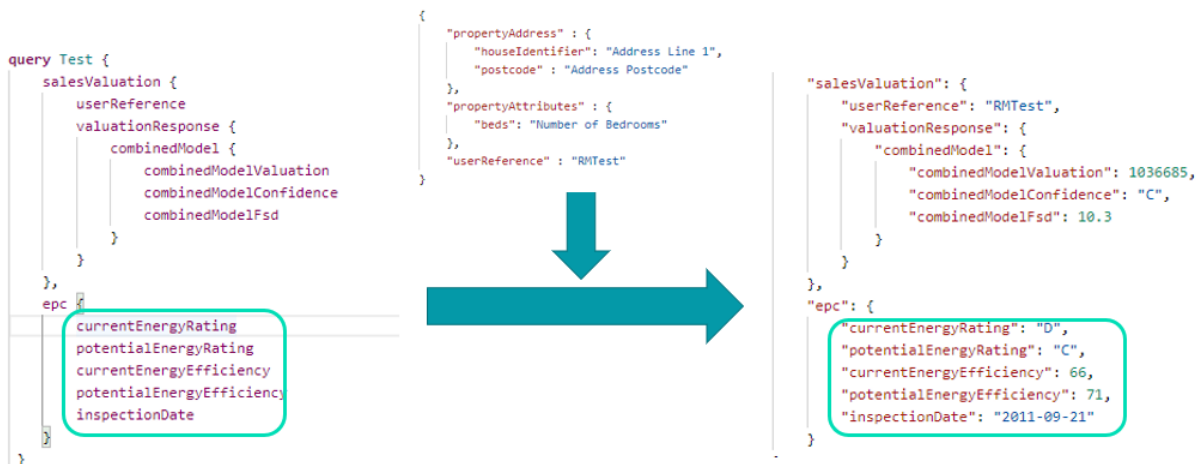 query Test {
salesValuation {
userReference
valuationResponse {
combinedModel {
combinedModelValuation
combinedModelConfidence
combinedModelFsd
}
}
},
epc {
currentEnergyRating
potentialEnergyRating
currentEnergyEfficiency
potentialEnergyEfficiency
inspectionDate
}
}
{
"propertyAddress" : {
"houseIdentifier": "Address Line 1",
"postcode" : "Address Postcode"
},
"propertyAttributes" : {
"beds": "Number of Bedrooms"
},
"userReference" : "RMTest"
}
"salesValuation": {
"userReference": "RMTest",
"valuationResponse": {
"combinedModel": {
"combinedModelValuation": 1036685,
"combinedModelConfidence": "C",
"combinedModelFsd": 10.3
}
}
},
"epc": {
"currentEnergyRating": "D",
"potentialEnergyRating": "C",
"currentEnergyEfficiency": 66,
"potentialEnergyEfficiency": 71,
"inspectionDate": "2011-09-21"
}